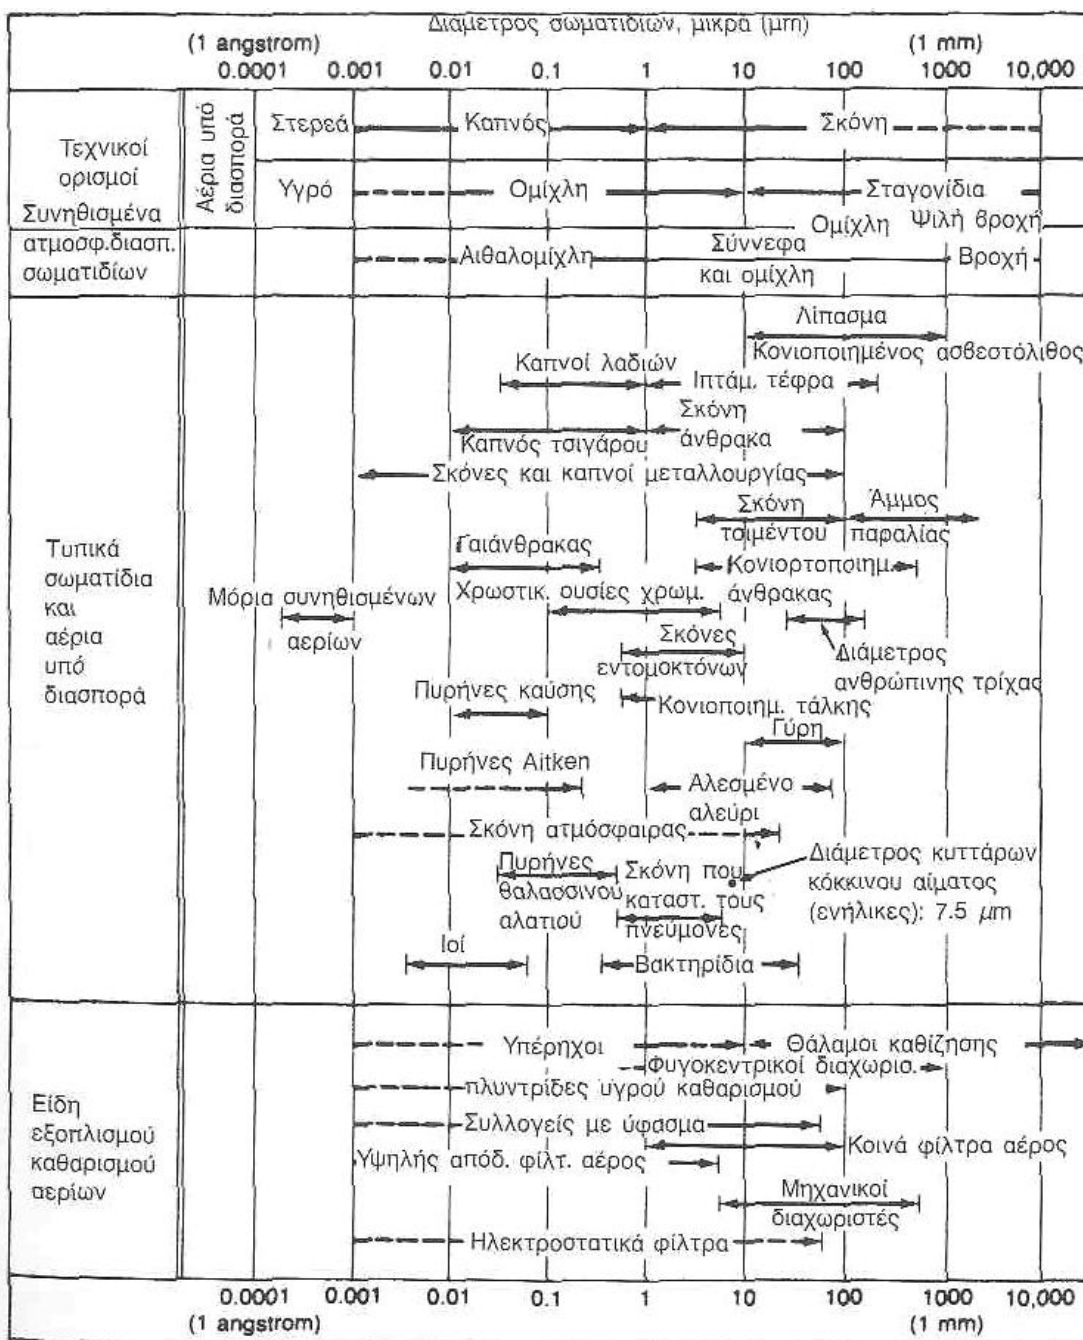 Διάμετρος σωματιδίων, μικρά (μm)
(1 angstrom) (1 mm)
0.0001 0.001 0.01 0.1 1 10 100 1000 10,000
Τεχνικοί
ορισμοί
Αέρια υπό
διασπορά
Στερεά Καπνός Σκόνη
Υγρό Ομίχλη Σταγονίδια
Συνηθισμένα
ατμοσφ.διασπ.
σωματιδίων
Ομίχλη Ψιλή βροχή
Αιθαλομίχλη Σύννεφα
και ομίχλη
Βροχή
Τυπικά
σωματίδια
και
αέρια
υπό
διασπορά
Λίπασμα
Κονιοποιημένος ασβεστόλιθος
Καπνοί λαδιών
Ιπτάμ. τέφρα
Σκόνη
άνθρακα
Καπνός τσιγάρου
Σκόνες και καπνοί μεταλλουργίας
Σκόνη
τσιμέντου
Άμμος
παφαλίας
Γαιάνθρακας
Κονιορτοποιημ.
άνθρακας
Χρωστικ. ουσίες χρωμ.
Μόρια συνηθισμένων
αερίων
Σκόνες
εντομοκτόνων
Διάμετρος
ανθρώπινης τρίχας
Πυρήνες καύσης
Κονιοποιημ. τάλκης
Γύρη
Πυρήνες Aitken
Αλεσμένο
αλεύρι
Σκόνη ατμόσφαιρας
Πυρήνες
θαλασσινού
αλατιού
Σκόνη που
καταστ. τους
πνεύμονες
Διάμετρος κυττάρων
κόκκινου αίματος
(ενήλικες): 7.5 μm
Ιοί
Βακτηρίδια
Είδη
εξοπλισμού
καθαρισμού
αερίων
Υπέρηχοι
Θάλαμοι καθίζησης
Φυγοκεντρικοί διαχωρισ.
πλυντρίδες υγρού καθαρισμού
Συλλογείς με ύφασμα
Κοινά φίλτρα αέρος
Υψηλής απόδ. φίλτ. αέρος
Μηχανικοί
διαχωριστές
Ηλεκτροστατικά φίλτρα
0.0001 0.001 0.01 0.1 1 10 100 1000 10,000
(1 angstrom) (1 mm)